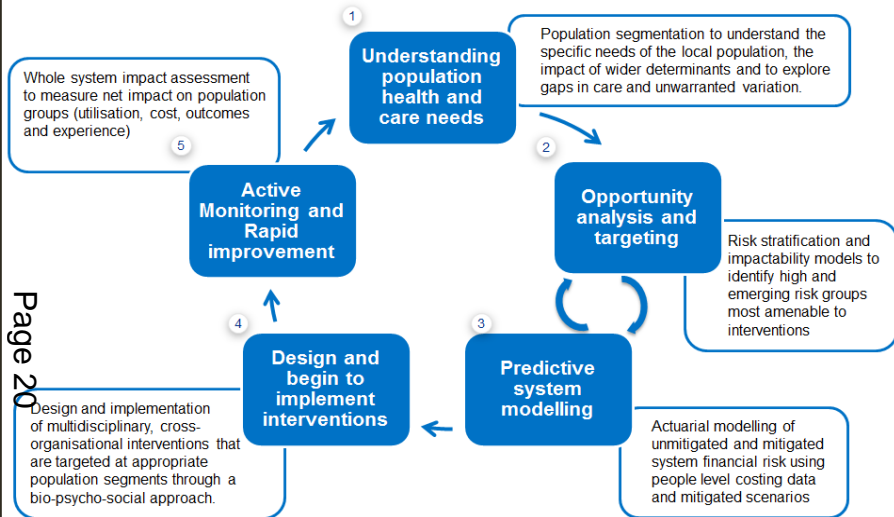 1
Understanding
population
health and
care needs
Population segmentation to understand the
specific needs of the local population, the
impact of wider determinants and to explore
gaps in care and unwarranted variation.
2
Opportunity
analysis and
targeting
Risk stratification and
impactability models to
identify high and
emerging risk groups
most amenable to
interventions
3
Predictive
system
modelling
Actuarial modelling of
unmitigated and mitigated
system financial risk using
people level costing data
and mitigated scenarios
4
Design and
begin to
implement
interventions
Design and implementation
of multidisciplinary, cross-
organisational interventions that
are targeted at appropriate
population segments through a
bio-psycho-social approach.
5
Active
Monitoring and
Rapid
improvement
Whole system impact assessment
to measure net impact on population
groups (utilisation, cost, outcomes
and experience)
Page 20